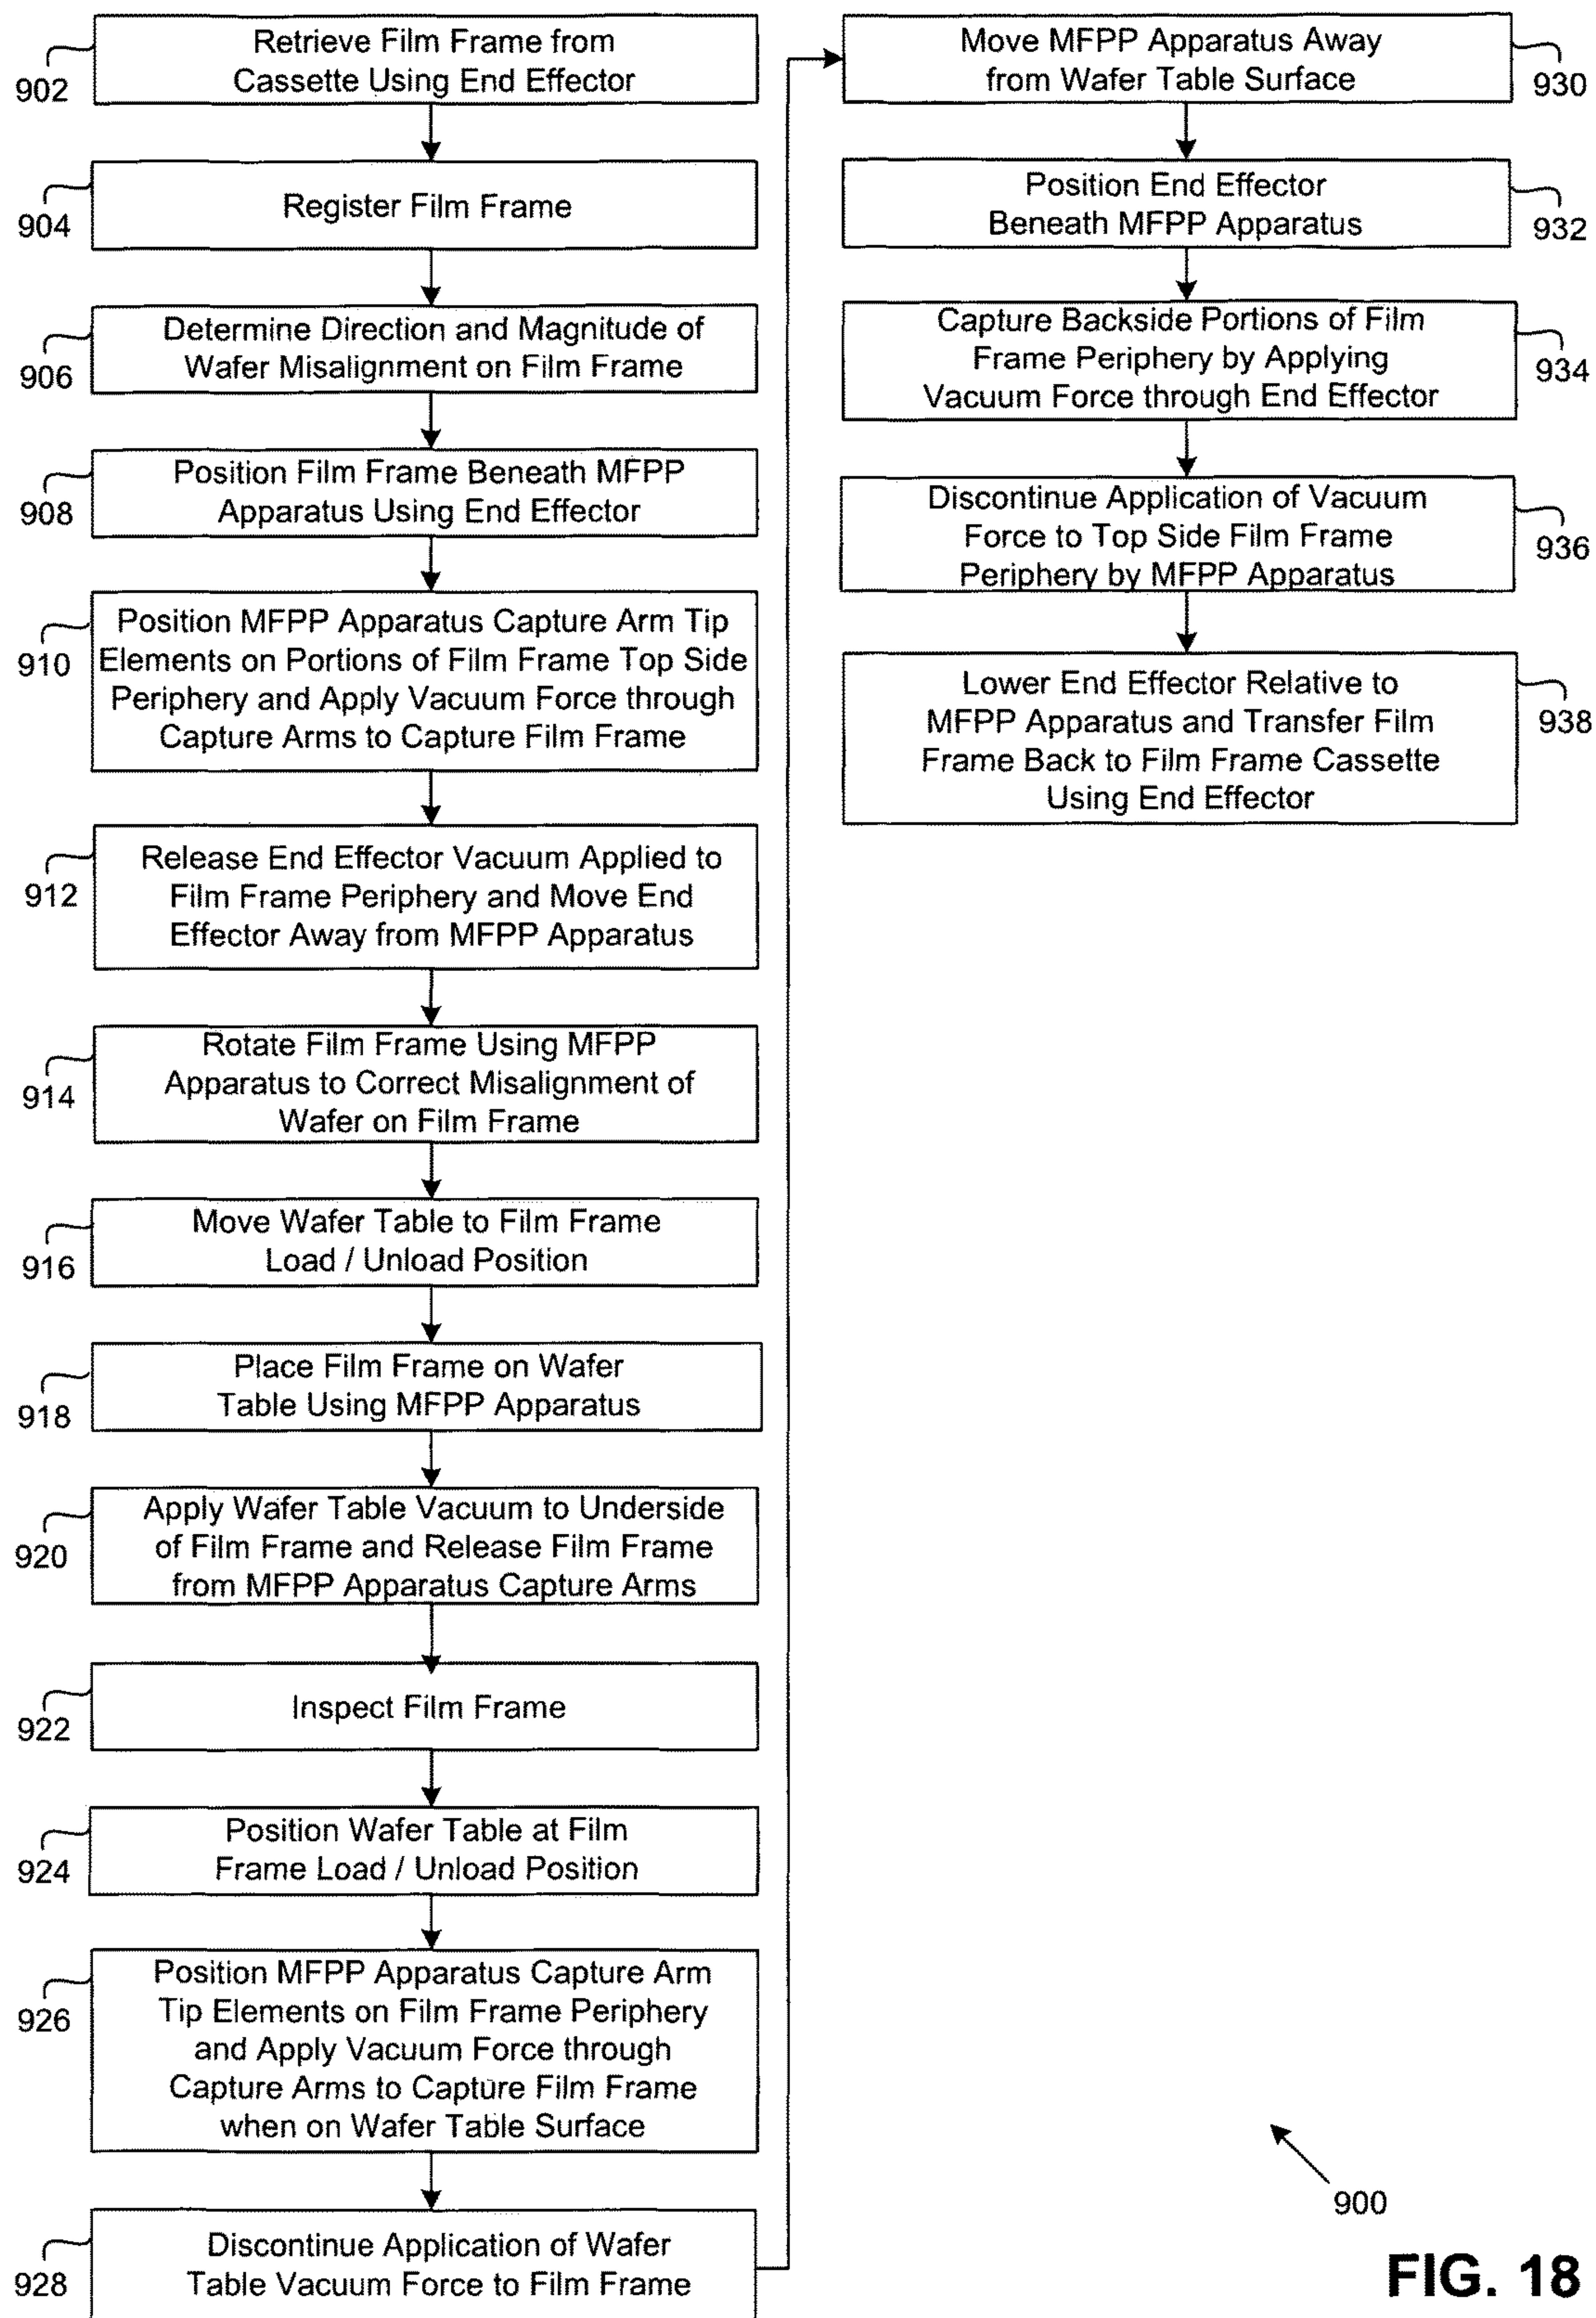 Retrieve Film Frame from
Cassette Using End Effector
902
Register Film Frame
904
Determine Direction and Magnitude of
Wafer Misalignment on Film Frame
906
Position Film Frame Beneath MFPP
Apparatus Using End Effector
908
Position MFPP Apparatus Capture Arm Tip
Elements on Portions of Film Frame Top Side
Periphery and Apply Vacuum Force through
Capture Arms to Capture Film Frame
910
Release End Effector Vacuum Applied to
Film Frame Periphery and Move End
Effector Away from MFPP Apparatus
912
Rotate Film Frame Using MFPP
Apparatus to Correct Misalignment of
Wafer on Film Frame
914
Move Wafer Table to Film Frame
Load / Unload Position
916
Place Film Frame on Wafer
Table Using MFPP Apparatus
918
Apply Wafer Table Vacuum to Underside
of Film Frame and Release Film Frame
from MFPP Apparatus Capture Arms
920
Inspect Film Frame
922
Position Wafer Table at Film
Frame Load / Unload Position
924
Position MFPP Apparatus Capture Arm
Tip Elements on Film Frame Periphery
and Apply Vacuum Force through
Capture Arms to Capture Film Frame
when on Wafer Table Surface
926
Discontinue Application of Wafer
Table Vacuum Force to Film Frame
928
Move MFPP Apparatus Away
from Wafer Table Surface
930
Position End Effector
Beneath MFPP Apparatus
932
Capture Backside Portions of Film
Frame Periphery by Applying
Vacuum Force through End Effector
934
Discontinue Application of Vacuum
Force to Top Side Film Frame
Periphery by MFPP Apparatus
936
Lower End Effector Relative to
MFPP Apparatus and Transfer Film
Frame Back to Film Frame Cassette
Using End Effector
938
900
FIG. 18